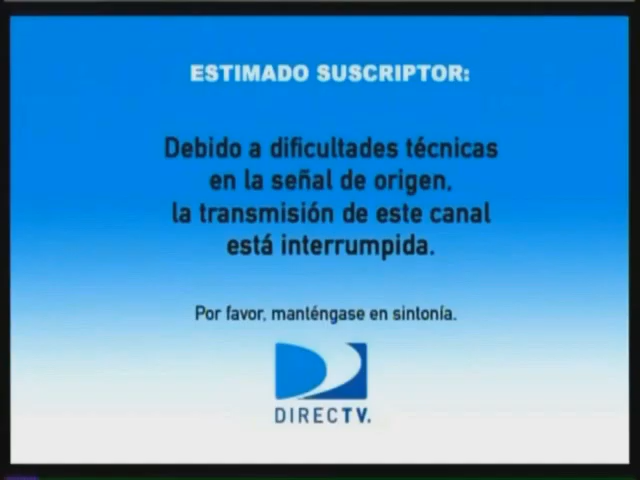 ESTIMADO SUSCRIPTOR:
Debido a dificultades técnicas
en la señal de origen,
la transmisión de este canal
está interrumpida.
Por favor, manténgase en sintonía.
DIRECTV.